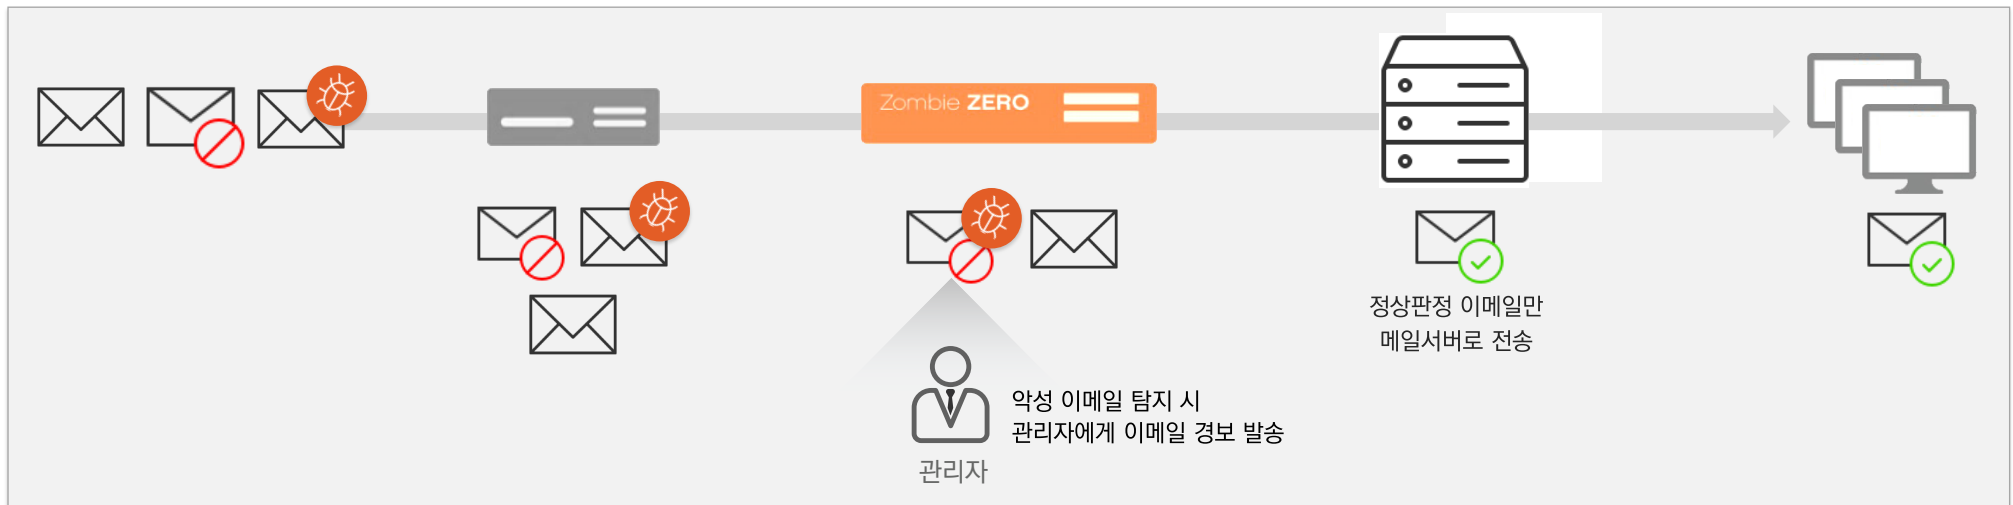 Zombie ZERO
정상판정 이메일만
메일서버로 전송
악성 이메일 탐지 시
관리자에게 이메일 경보 발송
관리자